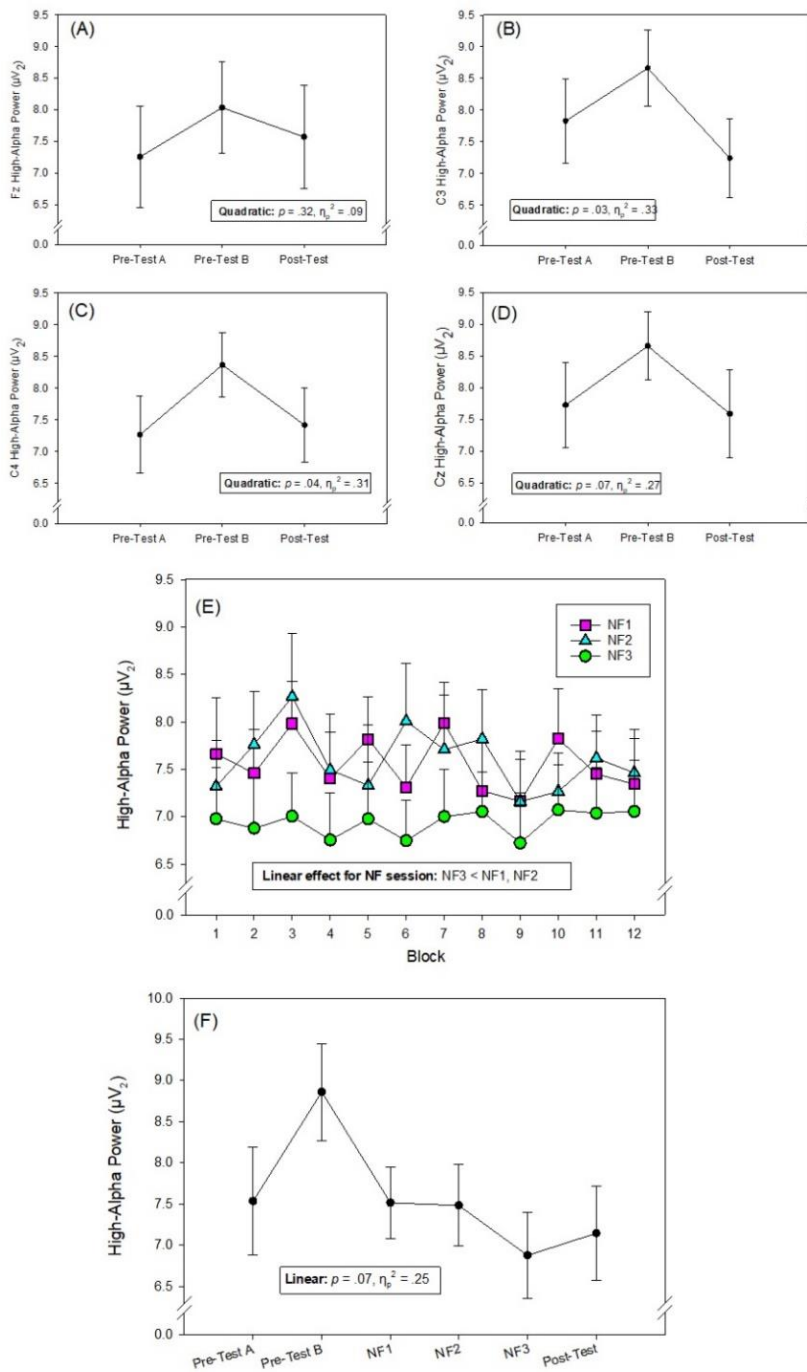 (A)
Fz High-Alpha Power (µV₂)
9.5
9.0
8.5
8.0
7.5
7.0
6.5
0.0
Quadratic: p = .32, ηₚ² = .09
Pre-Test A Pre-Test B Post-Test
(B)
C3 High-Alpha Power (µV₂)
9.5
9.0
8.5
8.0
7.5
7.0
6.5
0.0
Quadratic: p = .03, ηₚ² = .33
Pre-Test A Pre-Test B Post-Test
(C)
C4 High-Alpha Power (µV₂)
9.5
9.0
8.5
8.0
7.5
7.0
6.5
0.0
Quadratic: p = .04, ηₚ² = .31
Pre-Test A Pre-Test B Post-Test
(D)
Cz High-Alpha Power (µV₂)
9.5
9.0
8.5
8.0
7.5
7.0
6.5
0.0
Quadratic: p = .07, ηₚ² = .27
Pre-Test A Pre-Test B Post-Test
(E)
High-Alpha Power (µV₂)
9.5
9.0
8.5
8.0
7.5
7.0
6.5
0.0
NF1
NF2
NF3
Linear effect for NF session: NF3 < NF1, NF2
1 2 3 4 5 6 7 8 9 10 11 12
Block
(F)
High-Alpha Power (µV₂)
10.0
9.5
9.0
8.5
8.0
7.5
7.0
6.5
0.0
Linear: p = .07, ηₚ² = .25
Pre-Test A Pre-Test B NF1 NF2 NF3 Post-Test